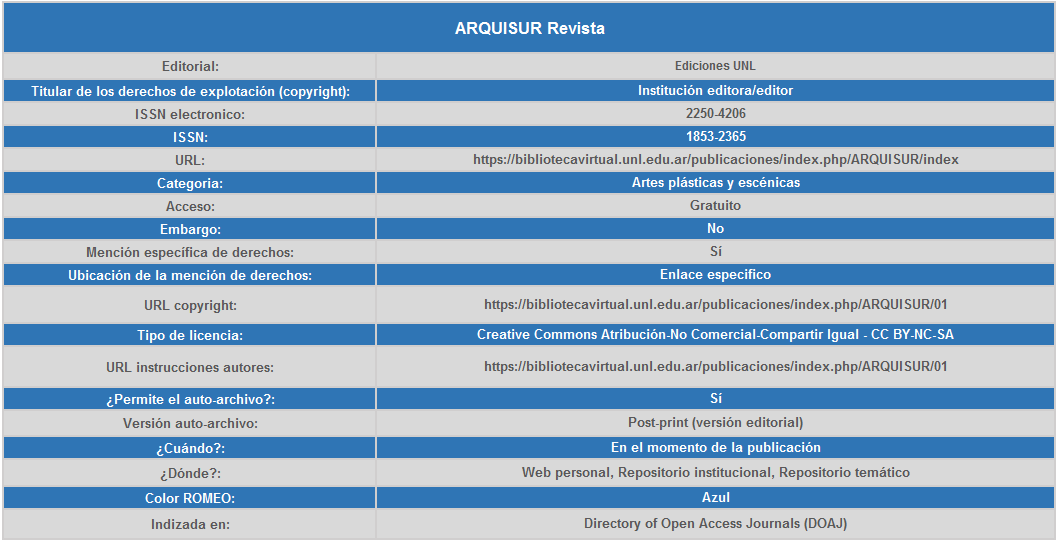 ARQUISUR Revista
Editorial: Ediciones UNL
Titular de los derechos de explotación (copyright): Institución editora/editor
ISSN electronico: 2250-4206
ISSN: 1853-2365
URL: https://bibliotecavirtual.unl.edu.ar/publicaciones/index.php/ARQUISUR/index
Categoria: Artes plásticas y escénicas
Acceso: Gratuito
Embargo: No
Mención específica de derechos: Sí
Ubicación de la mención de derechos: Enlace especifico
URL copyright: https://bibliotecavirtual.unl.edu.ar/publicaciones/index.php/ARQUISUR/01
Tipo de licencia: Creative Commons Atribución-No Comercial-Compartir Igual - CC BY-NC-SA
URL instrucciones autores: https://bibliotecavirtual.unl.edu.ar/publicaciones/index.php/ARQUISUR/01
¿Permite el auto-archivo?: Sí
Versión auto-archivo: Post-print (versión editorial)
¿Cuándo?: En el momento de la publicación
¿Dónde?: Web personal, Repositorio institucional, Repositorio temático
Color ROMEO: Azul
Indizada en: Directory of Open Access Journals (DOAJ)